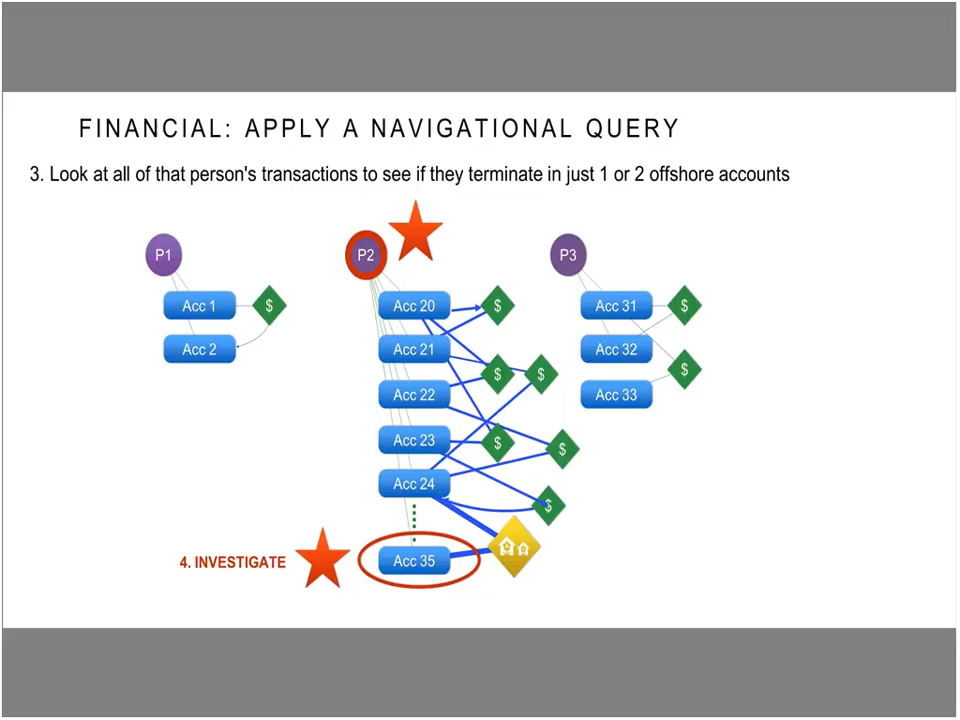 FINANCIAL: APPLY A NAVIGATIONAL QUERY
3. Look at all of that person's transactions to see if they terminate in just 1 or 2 offshore accounts
P1
P2
P3
Acc 1
$
Acc 20
$
Acc 31
$
Acc 2
Acc 21
Acc 32
$
$
$
Acc 22
Acc 33
Acc 23
$
$
Acc 24
$
4. INVESTIGATE
Acc 35